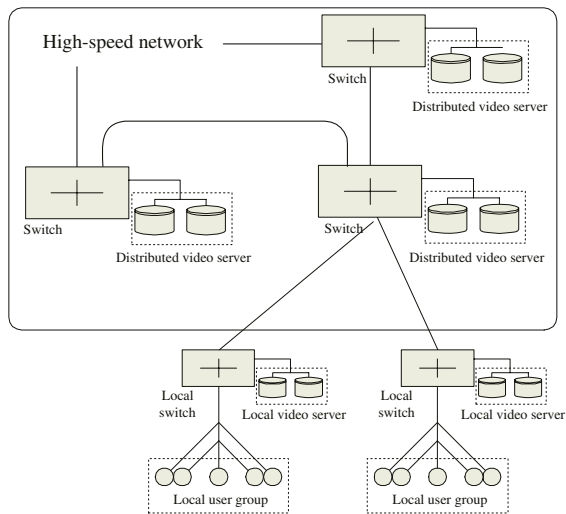 High-speed network
Switch
Distributed video server
Switch
Distributed video server
Switch
Distributed video server
Local
switch
Local video server
Local
switch
Local video server
Local user group
Local user group